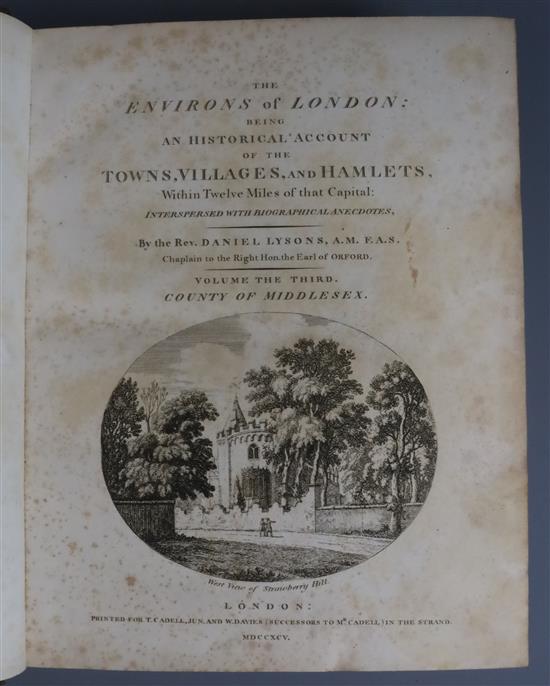 THE
ENVIRONS of LONDON:
BEING
AN HISTORICAL ACCOUNT
OF THE
TOWNS, VILLAGES, AND HAMLETS,
Within Twelve Miles of that Capital:
INTERSPERSED WITH BIOGRAPHICAL ANECDOTES,
By the Rev. DANIEL LYSONS, A.M. F.A.S.
Chaplain to the Right Hon. the Earl of ORFORD.
VOLUME THE THIRD.
COUNTY OF MIDDLESEX.
West View of Strawberry Hill.
LONDON:
PRINTED FOR T. CADELL, JUN. AND W. DAVIES (SUCCESSORS TO Mr. CADELL) IN THE STRAND.
MDCCXCV.